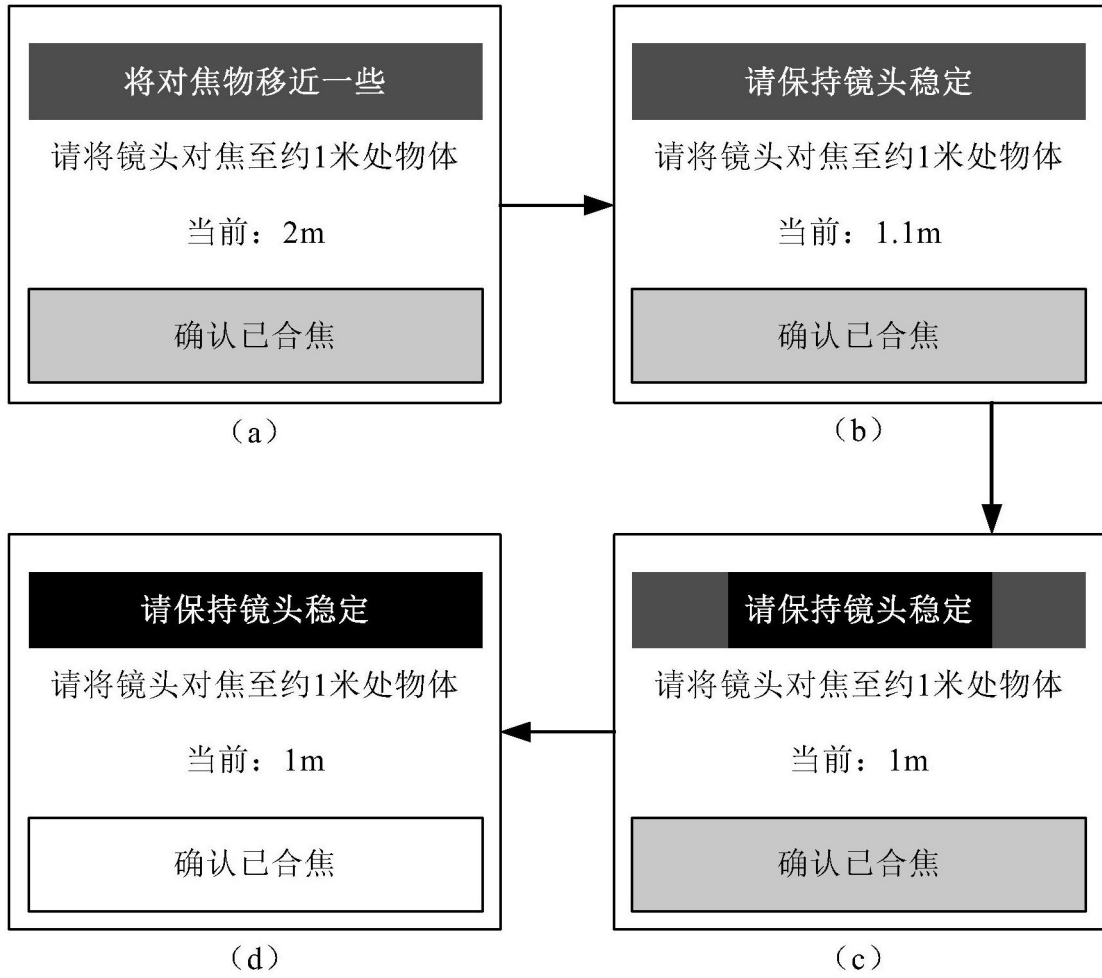 将对焦物移近一些
请将镜头对焦至约1米处物体
当前：2m
确认已合焦
（a）
请保持镜头稳定
请将镜头对焦至约1米处物体
当前：1.1m
确认已合焦
（b）
请保持镜头稳定
请将镜头对焦至约1米处物体
当前：1m
确认已合焦
（d）
请保持镜头稳定
请将镜头对焦至约1米处物体
当前：1m
确认已合焦
（c）